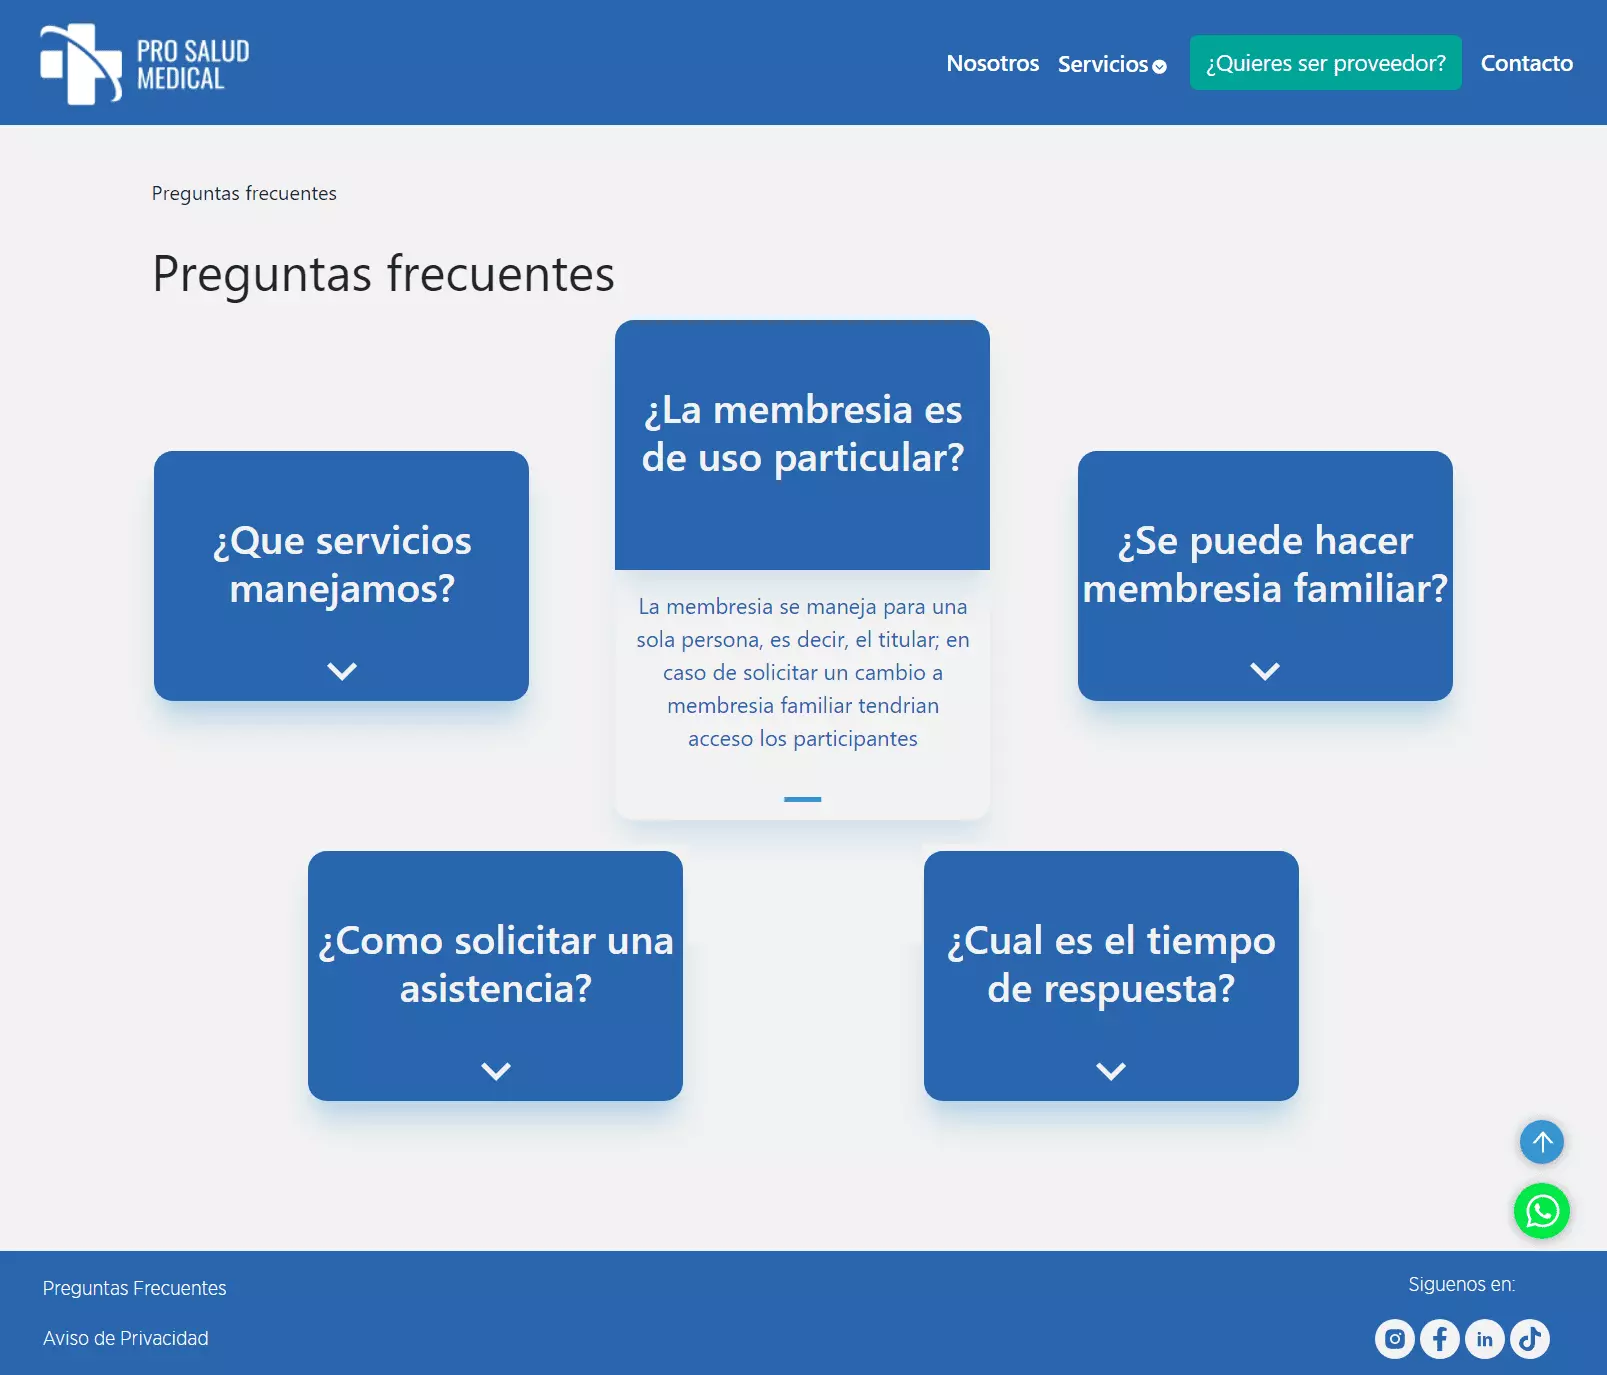 PRO SALUD
MEDICAL
Nosotros
Servicios
¿Quieres ser proveedor?
Contacto
Preguntas frecuentes
Preguntas frecuentes
¿La membresia es
de uso particular?
La membresia se maneja para una
sola persona, es decir, el titular; en
caso de solicitar un cambio a
membresia familiar tendrian
acceso los participantes
¿Que servicios
manejamos?
¿Se puede hacer
membresia familiar?
¿Como solicitar una
asistencia?
¿Cual es el tiempo
de respuesta?
Preguntas Frecuentes
Aviso de Privacidad
Siguenos en:
in